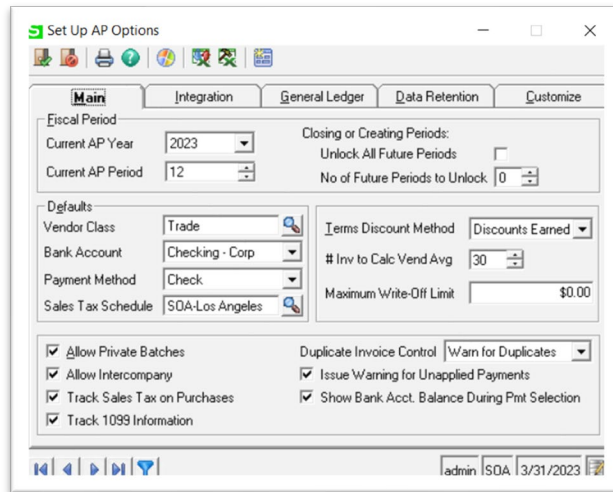 Set Up AP Options
Main
Integration
General Ledger
Data Retention
Customize
Fiscal Period
Current AP Year 2023
Current AP Period 12
Closing or Creating Periods:
Unlock All Future Periods
No of Future Periods to Unlock 0
Defaults
Vendor Class Trade
Bank Account Checking - Corp
Payment Method Check
Sales Tax Schedule SOA-Los Angeles
Terms Discount Method Discounts Earned
# Inv to Calc Vend Avg 30
Maximum Write-Off Limit $0.00
Allow Private Batches
Allow Intercompany
Track Sales Tax on Purchases
Track 1099 Information
Duplicate Invoice Control Warn for Duplicates
Issue Warning for Unapplied Payments
Show Bank Acct. Balance During Pmt Selection
admin SOA 3/31/2023